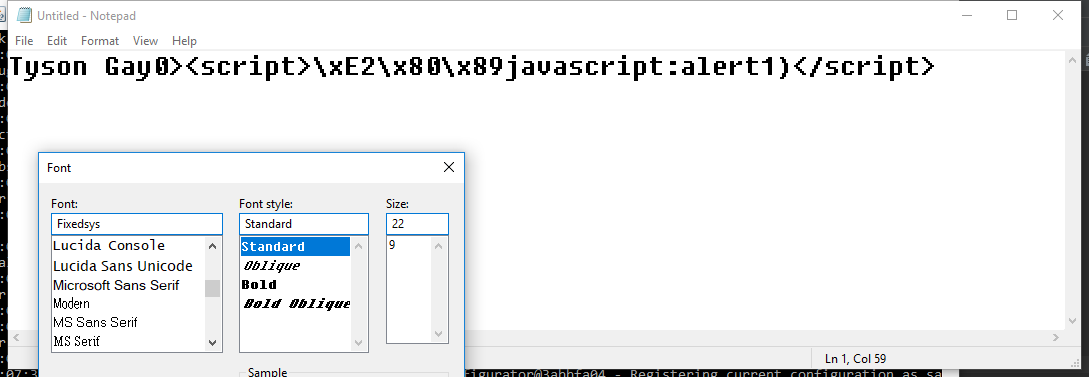 Untitled - Notepad
File Edit Format View Help
Tyson Gay0><script>\xE2\x80\x89javascript:alert1)</script>
Font
Font: Font style: Size:
Fixedsys Standard 22
Lucida Console Standard 9
Lucida Sans Unicode Oblique
Microsoft Sans Serif Bold
Modern Bold Oblique
MS Sans Serif
MS Serif
Ln 1, Col 59
Sample
figurator@3abbfa04 - Registering current configuration as sa